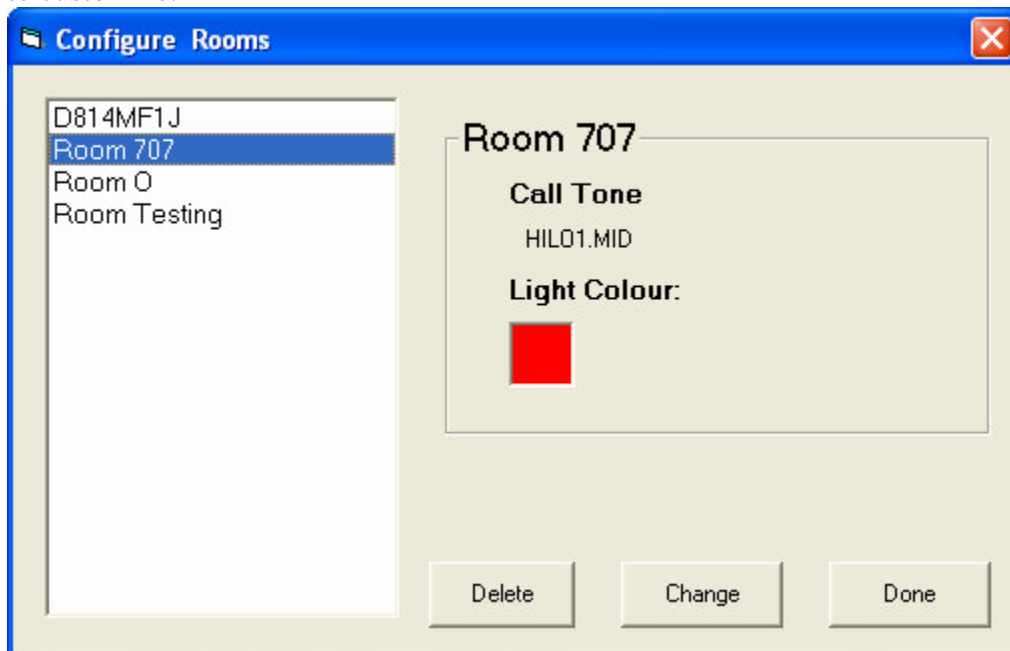 Configure Rooms
D814MF1J
Room 707
Room O
Room Testing
Room 707
Call Tone
HILO1.MID
Light Colour:
Delete
Change
Done